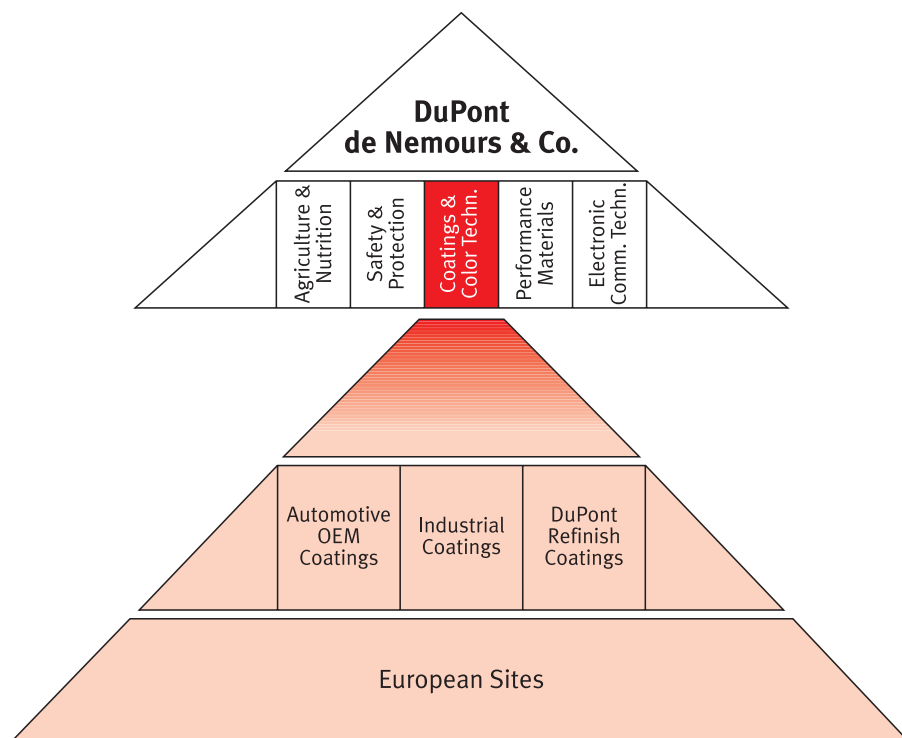 DuPont
de Nemours & Co.
Agriculture &
Nutrition
Safety &
Protection
Coatings &
Color Techn.
Performance
Materials
Electronic
Comm. Techn.
Automotive
OEM
Coatings
Industrial
Coatings
DuPont
Refinish
Coatings
European Sites